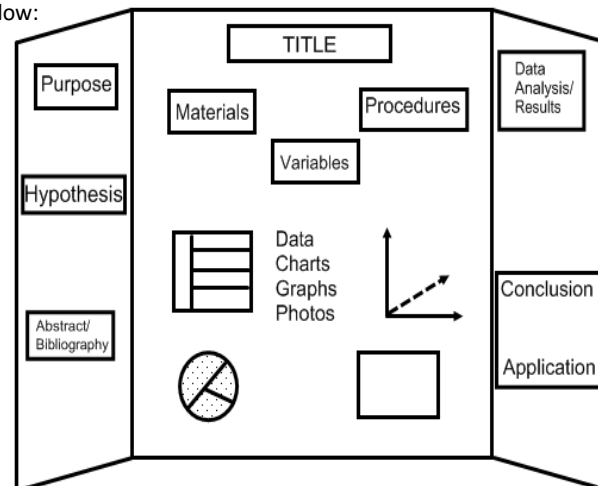 low:
TITLE
Purpose
Materials
Procedures
Variables
Data
Analysis/
Results
Hypothesis
Data
Charts
Graphs
Photos
Abstract/
Bibliography
Conclusion
Application